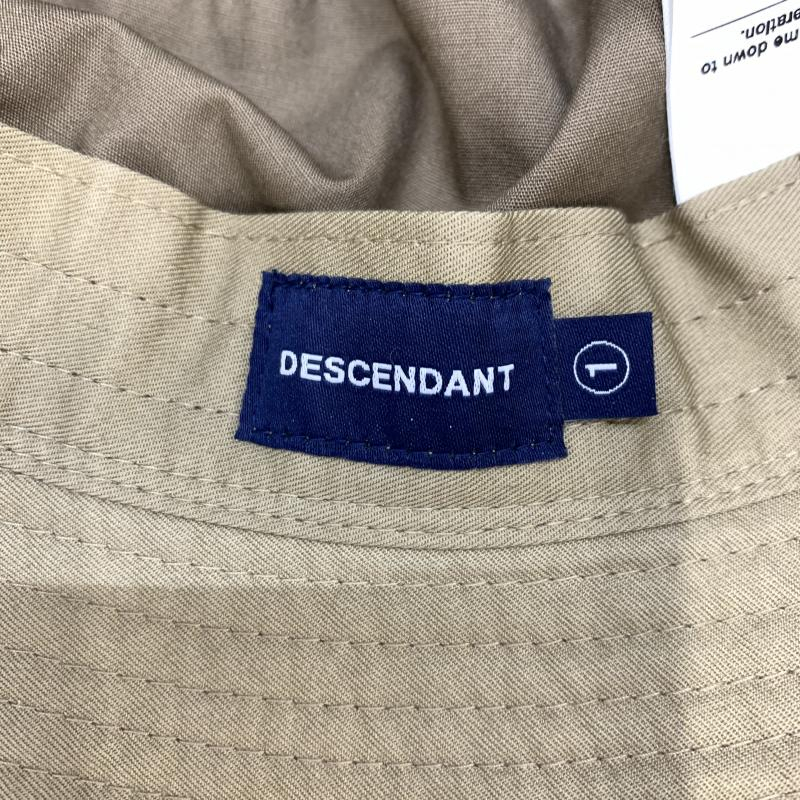 DESCENDANT
1
me down to
eration.